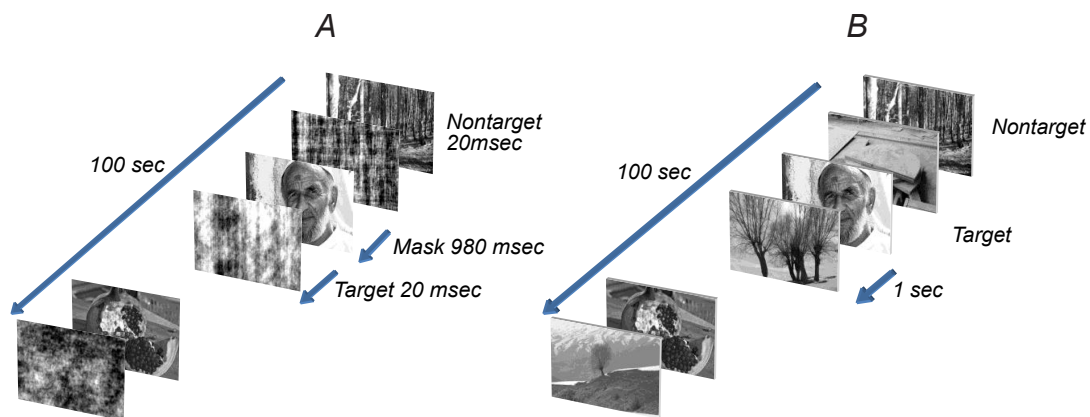 A
Nontarget
20msec
100 sec
Mask 980 msec
Target 20 msec
B
Nontarget
100 sec
Target
1 sec